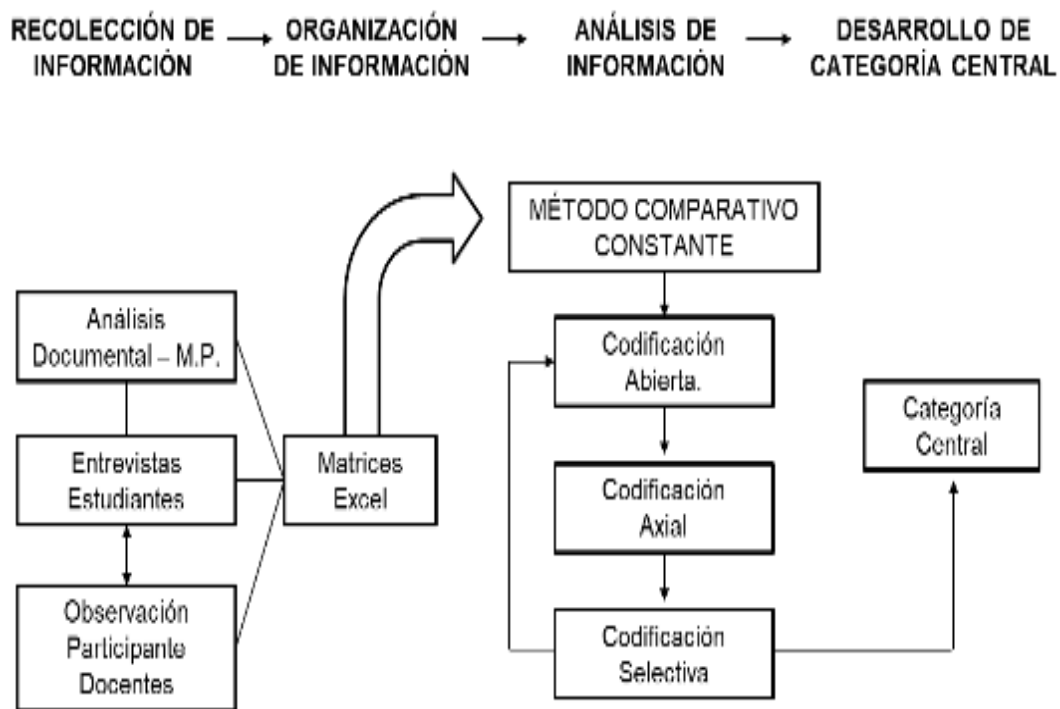 RECOLECCIÓN DE
INFORMACIÓN
ORGANIZACIÓN
DE INFORMACIÓN
ANÁLISIS DE
INFORMACIÓN
DESARROLLO DE
CATEGORÍA CENTRAL
MÉTODO COMPARATIVO
CONSTANTE
Análisis
Documental – M.P.
Entrevistas
Estudiantes
Observación
Participante
Docentes
Matrices
Excel
Codificación
Abierta.
Codificación
Axial
Codificación
Selectiva
Categoría
Central